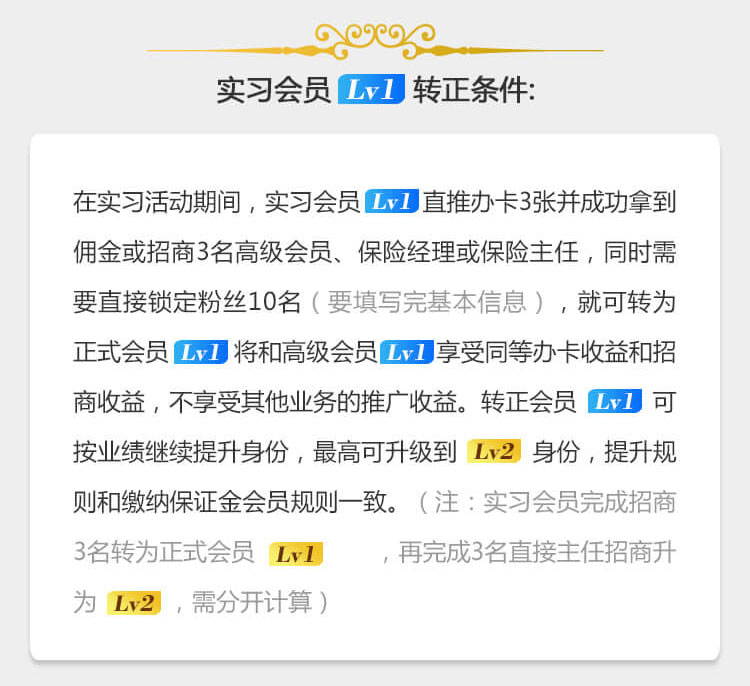 实习会员 Lv1 转正条件:
在实习活动期间，实习会员 Lv1 直推办卡3张并成功拿到
佣金或招商3名高级会员、保险经理或保险主任，同时需
要直接锁定粉丝10名（要填写完基本信息），就可转为
正式会员 Lv1 将和高级会员 Lv1 享受同等办卡收益和招
商收益，不享受其他业务的推广收益。转正会员 Lv1 可
按业绩继续提升身份，最高可升级到 Lv2 身份，提升规
则和缴纳保证金会员规则一致。（注：实习会员完成招商
3名转为正式会员 Lv1 ，再完成3名直接主任招商升
为 Lv2 ，需分开计算）